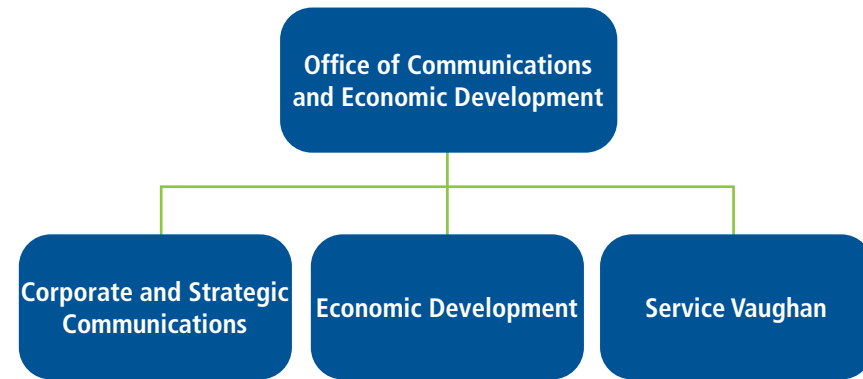 Office of Communications
and Economic Development
Corporate and Strategic
Communications
Economic Development
Service Vaughan